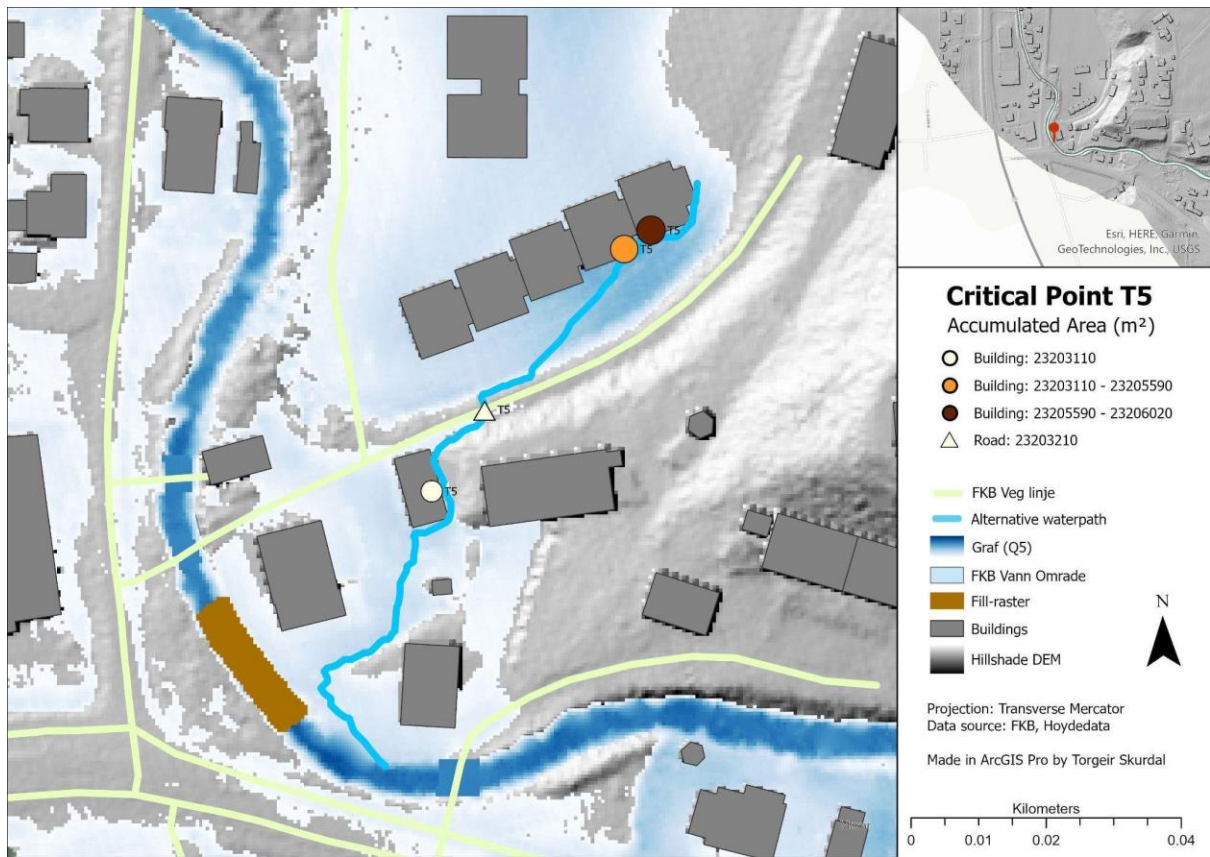 T5
T5
T5
T5
Esri, HERE, Garmin,
GeoTechnologies, Inc., USGS
Critical Point T5
Accumulated Area (m²)
Building: 23203110
Building: 23203110 - 23205590
Building: 23205590 - 23206020
Road: 23203210
FKB Veg linje
Alternative waterpath
Graf (Q5)
FKB Vann Omrade
Fill-raster
Buildings
Hillshade DEM
N
Projection: Transverse Mercator
Data source: FKB, Hoydedata
Made in ArcGIS Pro by Torgeir Skurdal
Kilometers
0 0.01 0.02 0.04